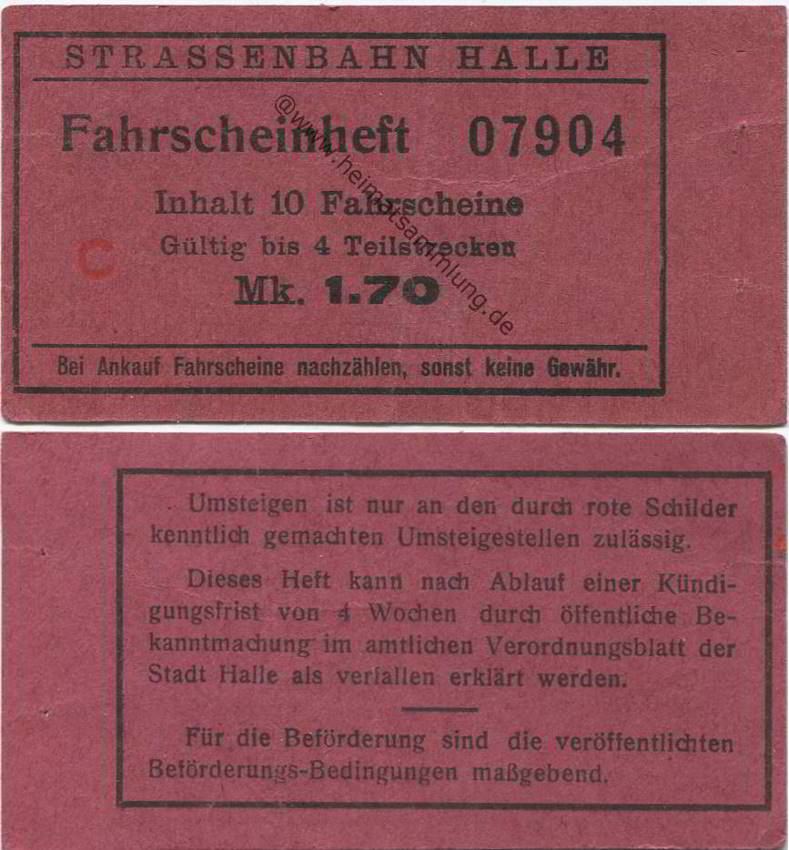 STRASSENBAHN HALLE
Fahrscheinheft 07904
Inhalt 10 Fahrscheine
Gültig bis 4 Teilstrecken
C
Mk. 1.70
Bei Ankauf Fahrscheine nachzählen, sonst keine Gewähr.
@www.heimatsammlung.de
Umsteigen ist nur an den durch rote Schilder
kenntlich gemachten Umsteigestellen zulässig.
Dieses Heft kann nach Ablauf einer Kündi-
gungsfrist von 4 Wochen durch öffentliche Be-
kanntmachung im amtlichen Verordnungsblatt der
Stadt Halle als verfallen erklärt werden.
Für die Beförderung sind die veröffentlichten
Beförderungs-Bedingungen maßgebend.